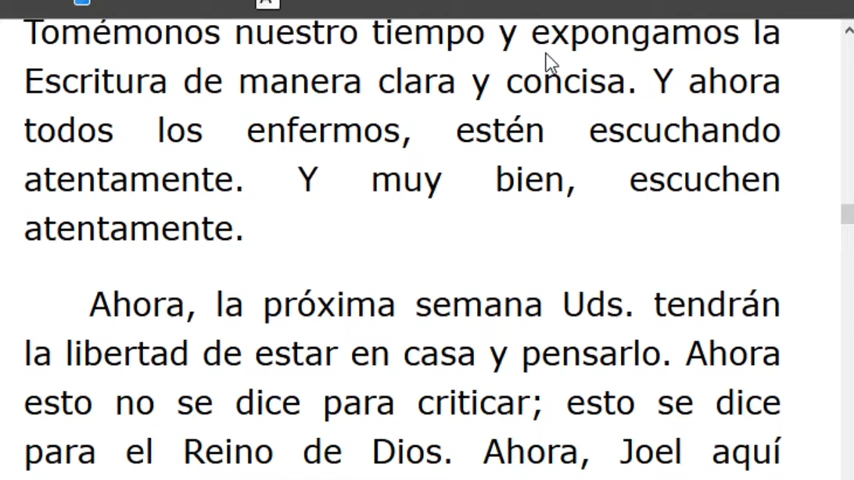 Tomémonos nuestro tiempo y expongamos la
Escritura de manera clara y concisa. Y ahora
todos los enfermos, estén escuchando
atentamente. Y muy bien, escuchen
atentamente.
Ahora, la próxima semana Uds. tendrán
la libertad de estar en casa y pensarlo. Ahora
esto no se dice para criticar; esto se dice
para el Reino de Dios. Ahora, Joel aquí